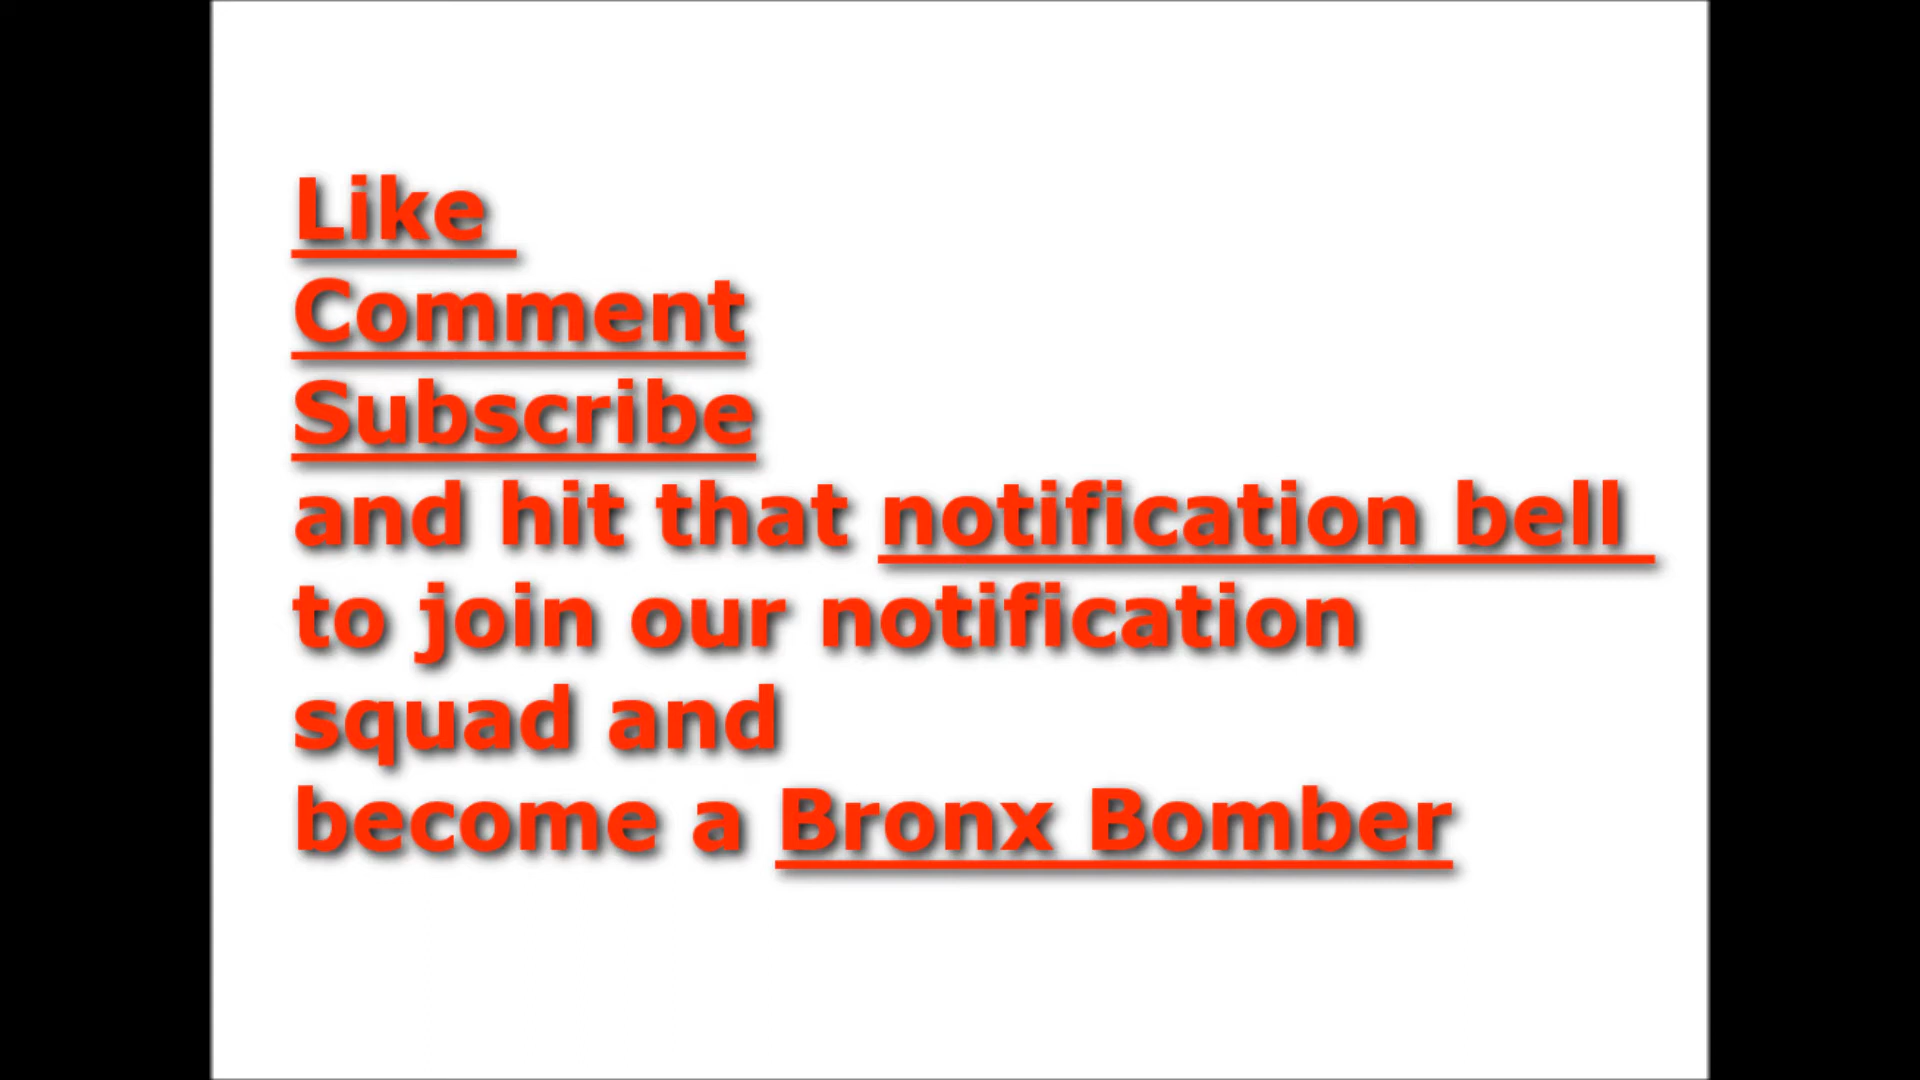 Like
Comment
Subscribe
and hit that notification bell
to join our notification
squad and
become a Bronx Bomber